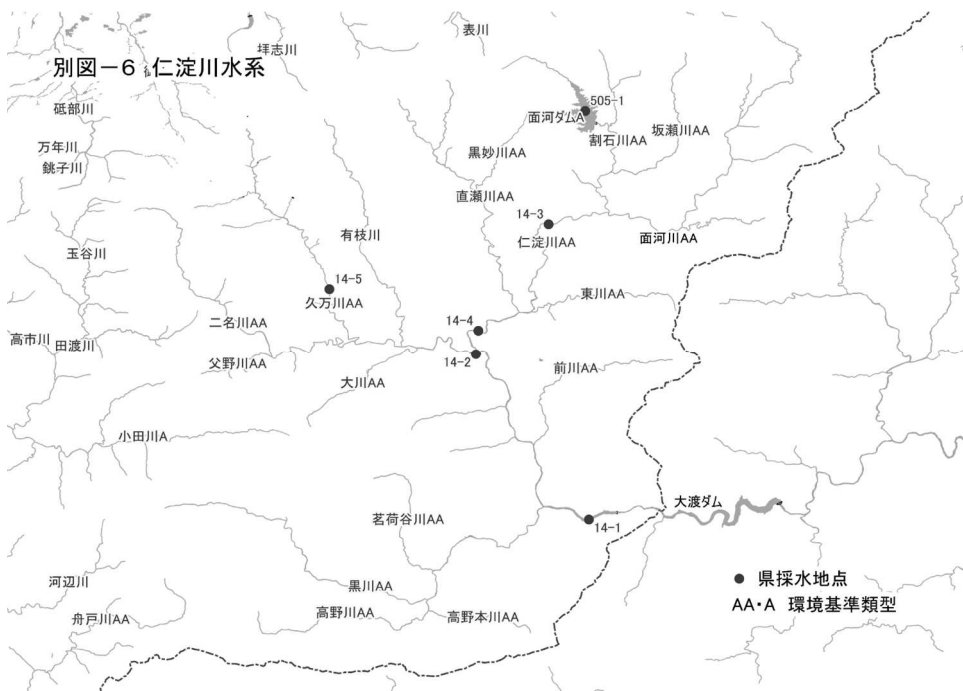 別図－6 仁淀川水系
拝志川
表川
砥部川
万年川
銚子川
505-1
面河ダムA
割石川AA
坂瀬川AA
黒妙川AA
直瀬川AA
14-3
仁淀川AA
面河川AA
有枝川
玉谷川
14-5
久万川AA
東川AA
二名川AA
14-4
高市川
田渡川
父野川AA
14-2
大川AA
前川AA
小田川A
茗荷谷川AA
大渡ダム
14-1
河辺川
黒川AA
舟戸川AA
高野川AA
高野本川AA
● 県採水地点
AA・A 環境基準類型